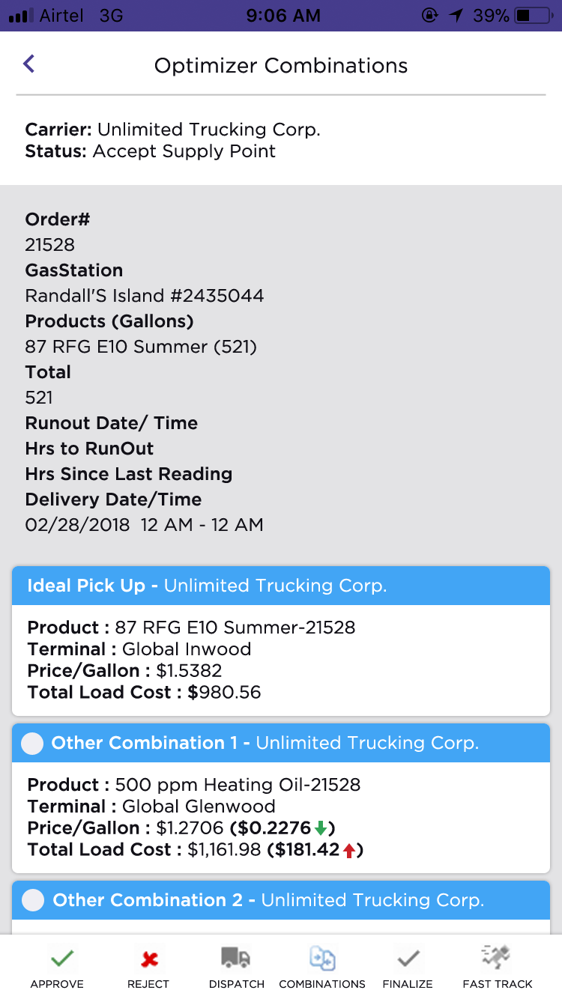 Airtel 3G 9:06 AM 39%
Optimizer Combinations
Carrier: Unlimited Trucking Corp.
Status: Accept Supply Point
Order#
21528
GasStation
Randall'S Island #2435044
Products (Gallons)
87 RFG E10 Summer (521)
Total
521
Runout Date/ Time
Hrs to RunOut
Hrs Since Last Reading
Delivery Date/Time
02/28/2018 12 AM - 12 AM
Ideal Pick Up - Unlimited Trucking Corp.
Product : 87 RFG E10 Summer-21528
Terminal : Global Inwood
Price/Gallon : $1.5382
Total Load Cost : $980.56
Other Combination 1 - Unlimited Trucking Corp.
Product : 500 ppm Heating Oil-21528
Terminal : Global Glenwood
Price/Gallon : $1.2706 ($0.2276↓)
Total Load Cost : $1,161.98 ($181.42↑)
Other Combination 2 - Unlimited Trucking Corp.
APPROVE REJECT DISPATCH COMBINATIONS FINALIZE FAST TRACK